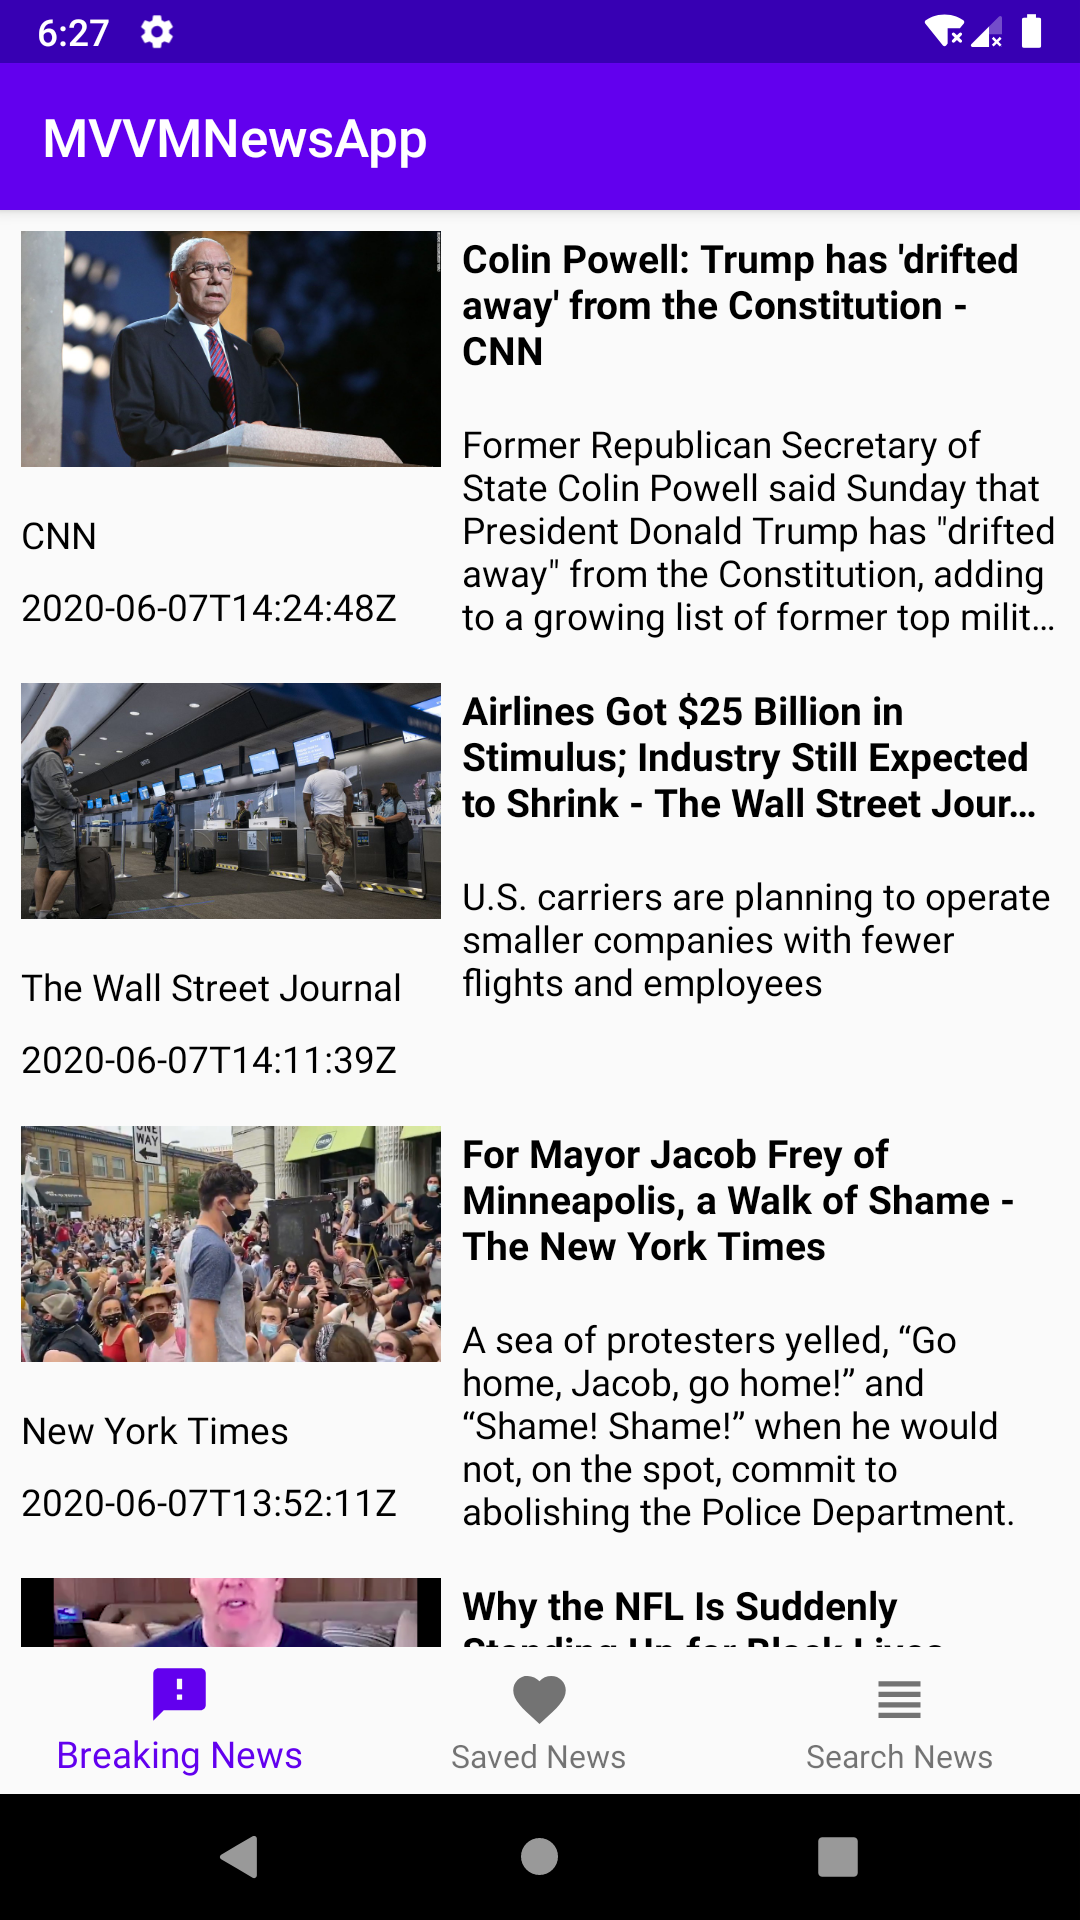 6:27
MVVMNewsApp
Colin Powell: Trump has 'drifted
away' from the Constitution -
CNN
Former Republican Secretary of
State Colin Powell said Sunday that
President Donald Trump has "drifted
away" from the Constitution, adding
to a growing list of former top milit…
CNN
2020-06-07T14:24:48Z
Airlines Got $25 Billion in
Stimulus; Industry Still Expected
to Shrink - The Wall Street Jour…
U.S. carriers are planning to operate
smaller companies with fewer
flights and employees
The Wall Street Journal
2020-06-07T14:11:39Z
ONE
WAY
For Mayor Jacob Frey of
Minneapolis, a Walk of Shame -
The New York Times
A sea of protesters yelled, “Go
home, Jacob, go home!” and
“Shame! Shame!” when he would
not, on the spot, commit to
abolishing the Police Department.
New York Times
2020-06-07T13:52:11Z
Why the NFL Is Suddenly
Standing Up for Black Lives
Breaking News
Saved News
Search News